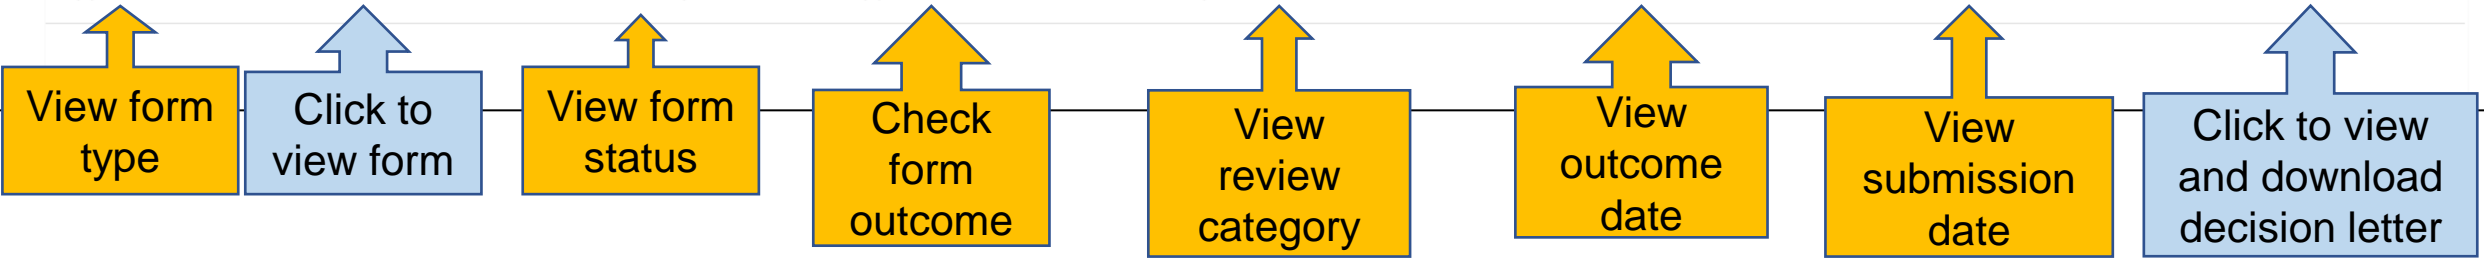 View form
type
Click to
view form
View form
status
Check
form
outcome
View
review
category
View
outcome
date
View
submission
date
Click to view
and download
decision letter